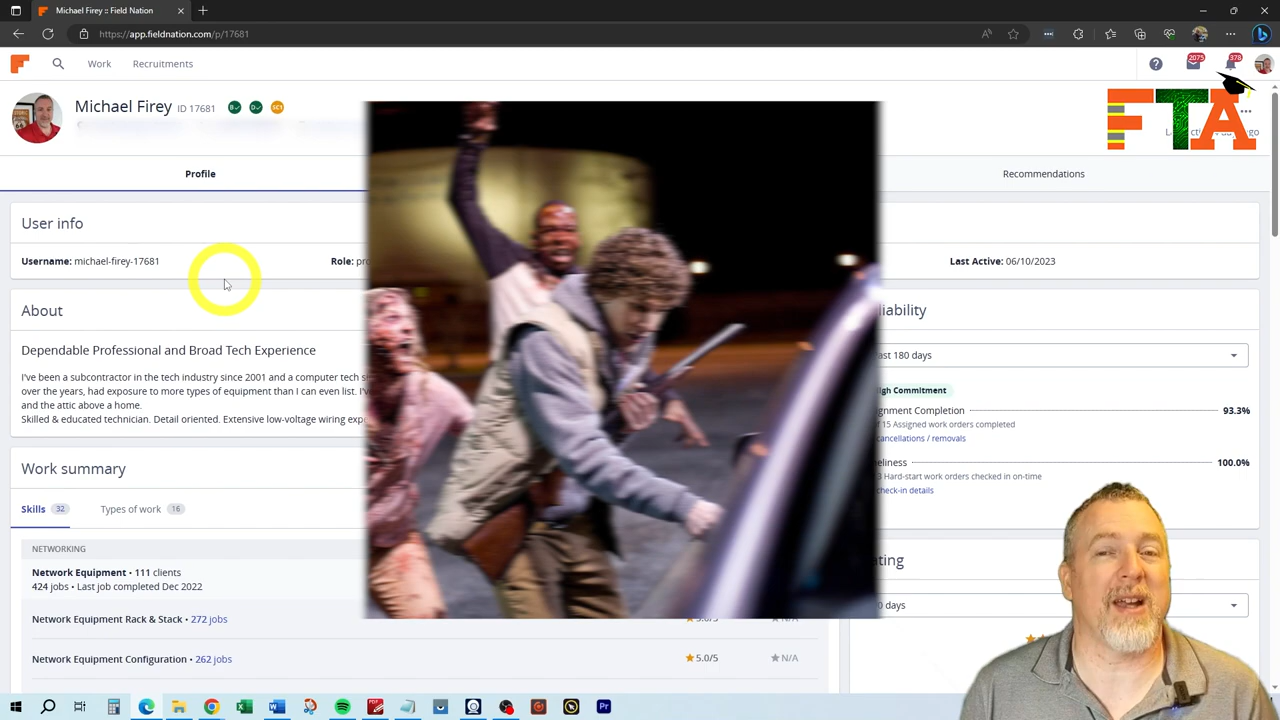 Michael Firey :: Field Nation
https://app.fieldnation.com/p/17681
Work
Recruitments
2075
378
Michael Firey ID 17681
FTA
Profile
Recommendations
User info
Username: michael-firey-17681
Role:
Last Active: 06/10/2023
About
Dependable Professional and Broad Tech Experience
I've been a subcontractor in the tech industry since 2001 and a computer tech
over the years, had exposure to more types of equipment than I can even list.
and the attic above a home.
Skilled & educated technician. Detail oriented. Extensive low-voltage wiring
180 days
Commitment
Completion
93.3%
15 Assigned work orders completed
cancellations / removals
100.0%
Hard-start work orders checked in on-time
check-in details
days
Work summary
Skills 32
Types of work 16
NETWORKING
Network Equipment • 111 clients
424 jobs • Last job completed Dec 2022
Network Equipment Rack & Stack • 272 jobs
5.0/5
N/A
Network Equipment Configuration • 262 jobs
5.0/5
N/A